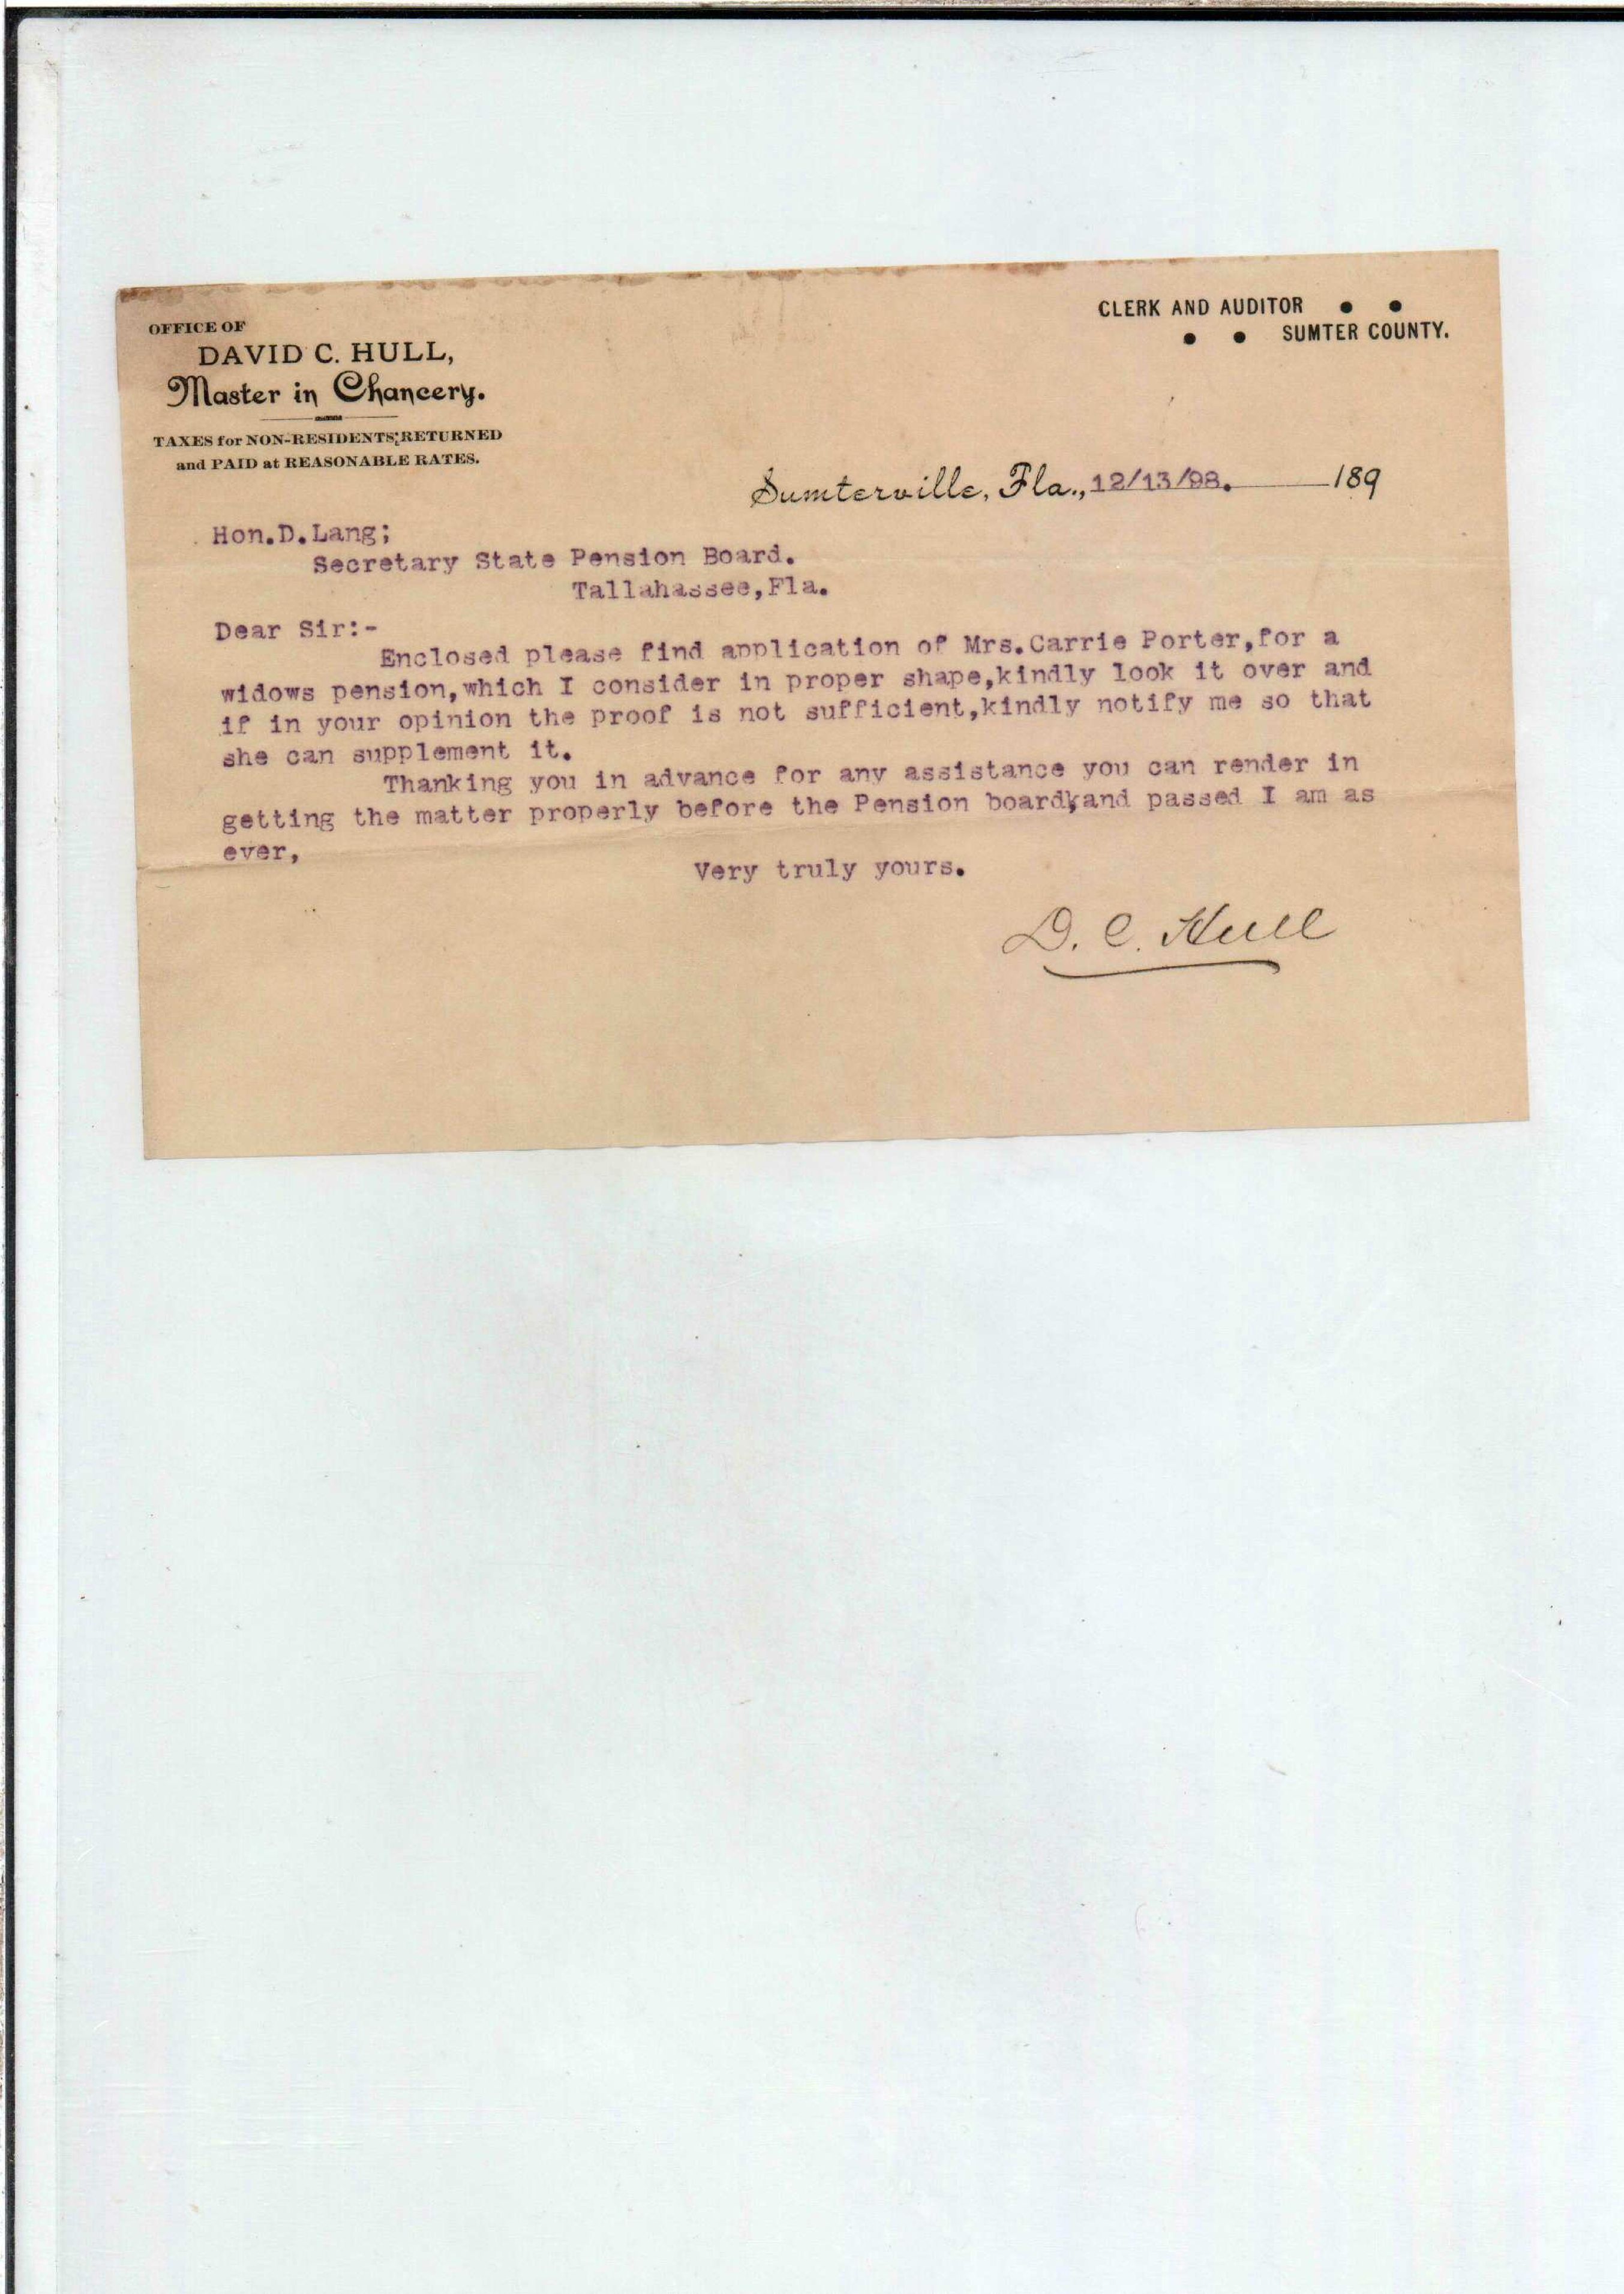 OFFICE OF
DAVID C. HULL,
Master in Chancery.
TAXES for NON-RESIDENTS RETURNED
and PAID at REASONABLE RATES.
CLERK AND AUDITOR • •
• • SUMTER COUNTY.
Sumterville, Fla., 12/13/98. 189
Hon.D.Lang;
Secretary State Pension Board.
Tallahassee,Fla.
Dear Sir:-
Enclosed please find application of Mrs.Carrie Porter,for a
widows pension,which I consider in proper shape,kindly look it over and
if in your opinion the proof is not sufficient,kindly notify me so that
she can supplement it.
Thanking you in advance for any assistance you can render in
getting the matter properly before the Pension board,and passed I am as
ever,
Very truly yours.
D. C. Hull